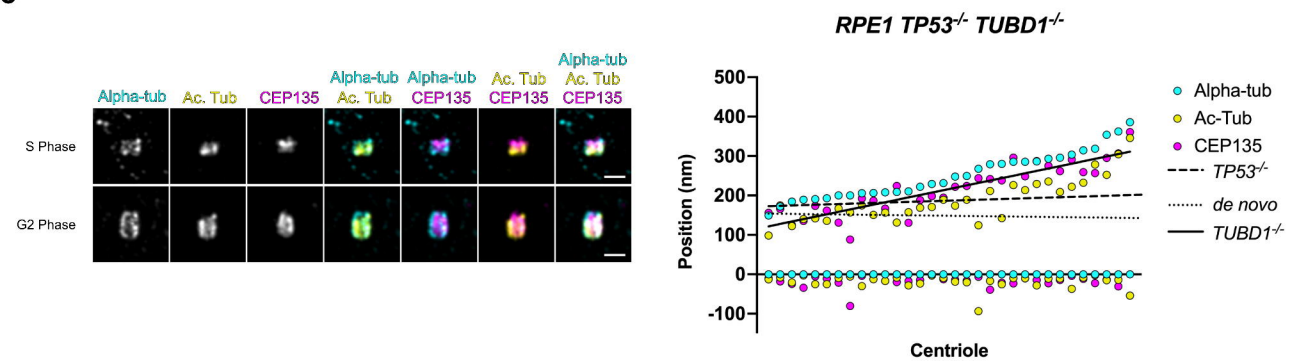 RPE1 TP53-/- TUBD1-/-
Alpha-tub
Ac. Tub
CEP135
Alpha-tub
Ac. Tub
Alpha-tub
CEP135
Ac. Tub
CEP135
Alpha-tub
Ac. Tub
CEP135
S Phase
G2 Phase
Position (nm)
500
400
300
200
100
0
-100
Centriole
Alpha-tub
Ac-Tub
CEP135
TP53-/-
de novo
TUBD1-/-